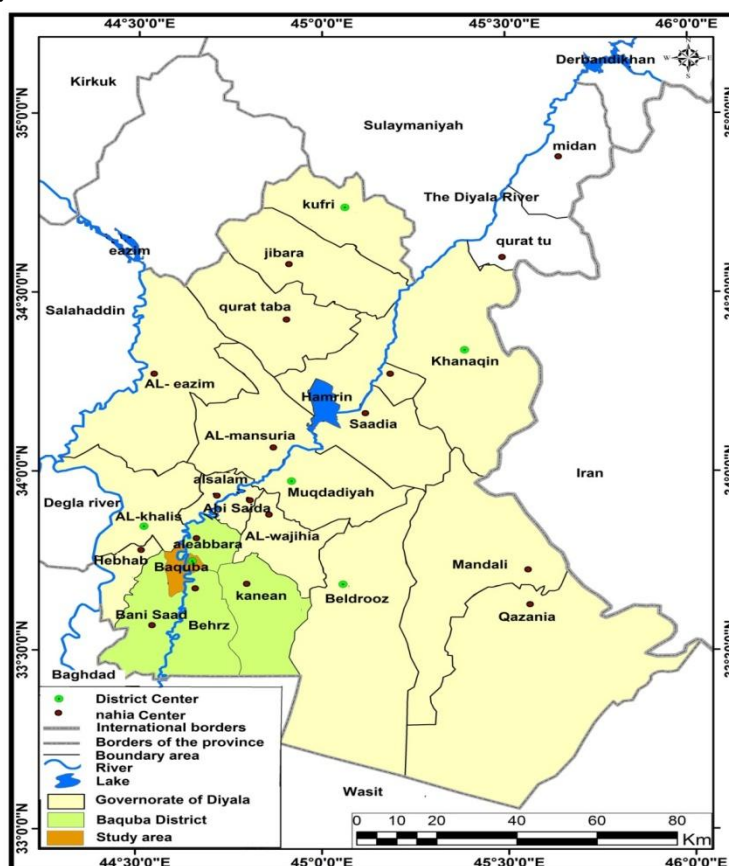 44°30'0"E 45°0'0"E 45°30'0"E 46°0'0"E
Derbandikhan
W E
Kirkuk
35°0'0"N
Sulaymaniyah
midan
The Diyala River
kufri
qurat tu
eazim
jibara
34°30'0"N
Salahaddin
qurat taba
Khanaqin
AL- eazim
Hamrin
Saadia
AL-mansuria
34°0'0"N
Iran
alsalam
Muqdadiyah
Degla river
Abi Saida
AL-khalis
AL-wajihia
aleabbara
Hebhab
Mandali
Baquba
kanean
Beldrooz
Qazania
Bani Saad
Behrz
33°30'0"N
Baghdad
District Center
nahia Center
International borders
Borders of the province
Boundary area
River
Lake
Wasit
Governorate of Diyala
Baquba District
Study area
0 5 10 20 40 60 80
Km
33°0'0"N
44°30'0"E 45°0'0"E 45°30'0"E 46°0'0"E